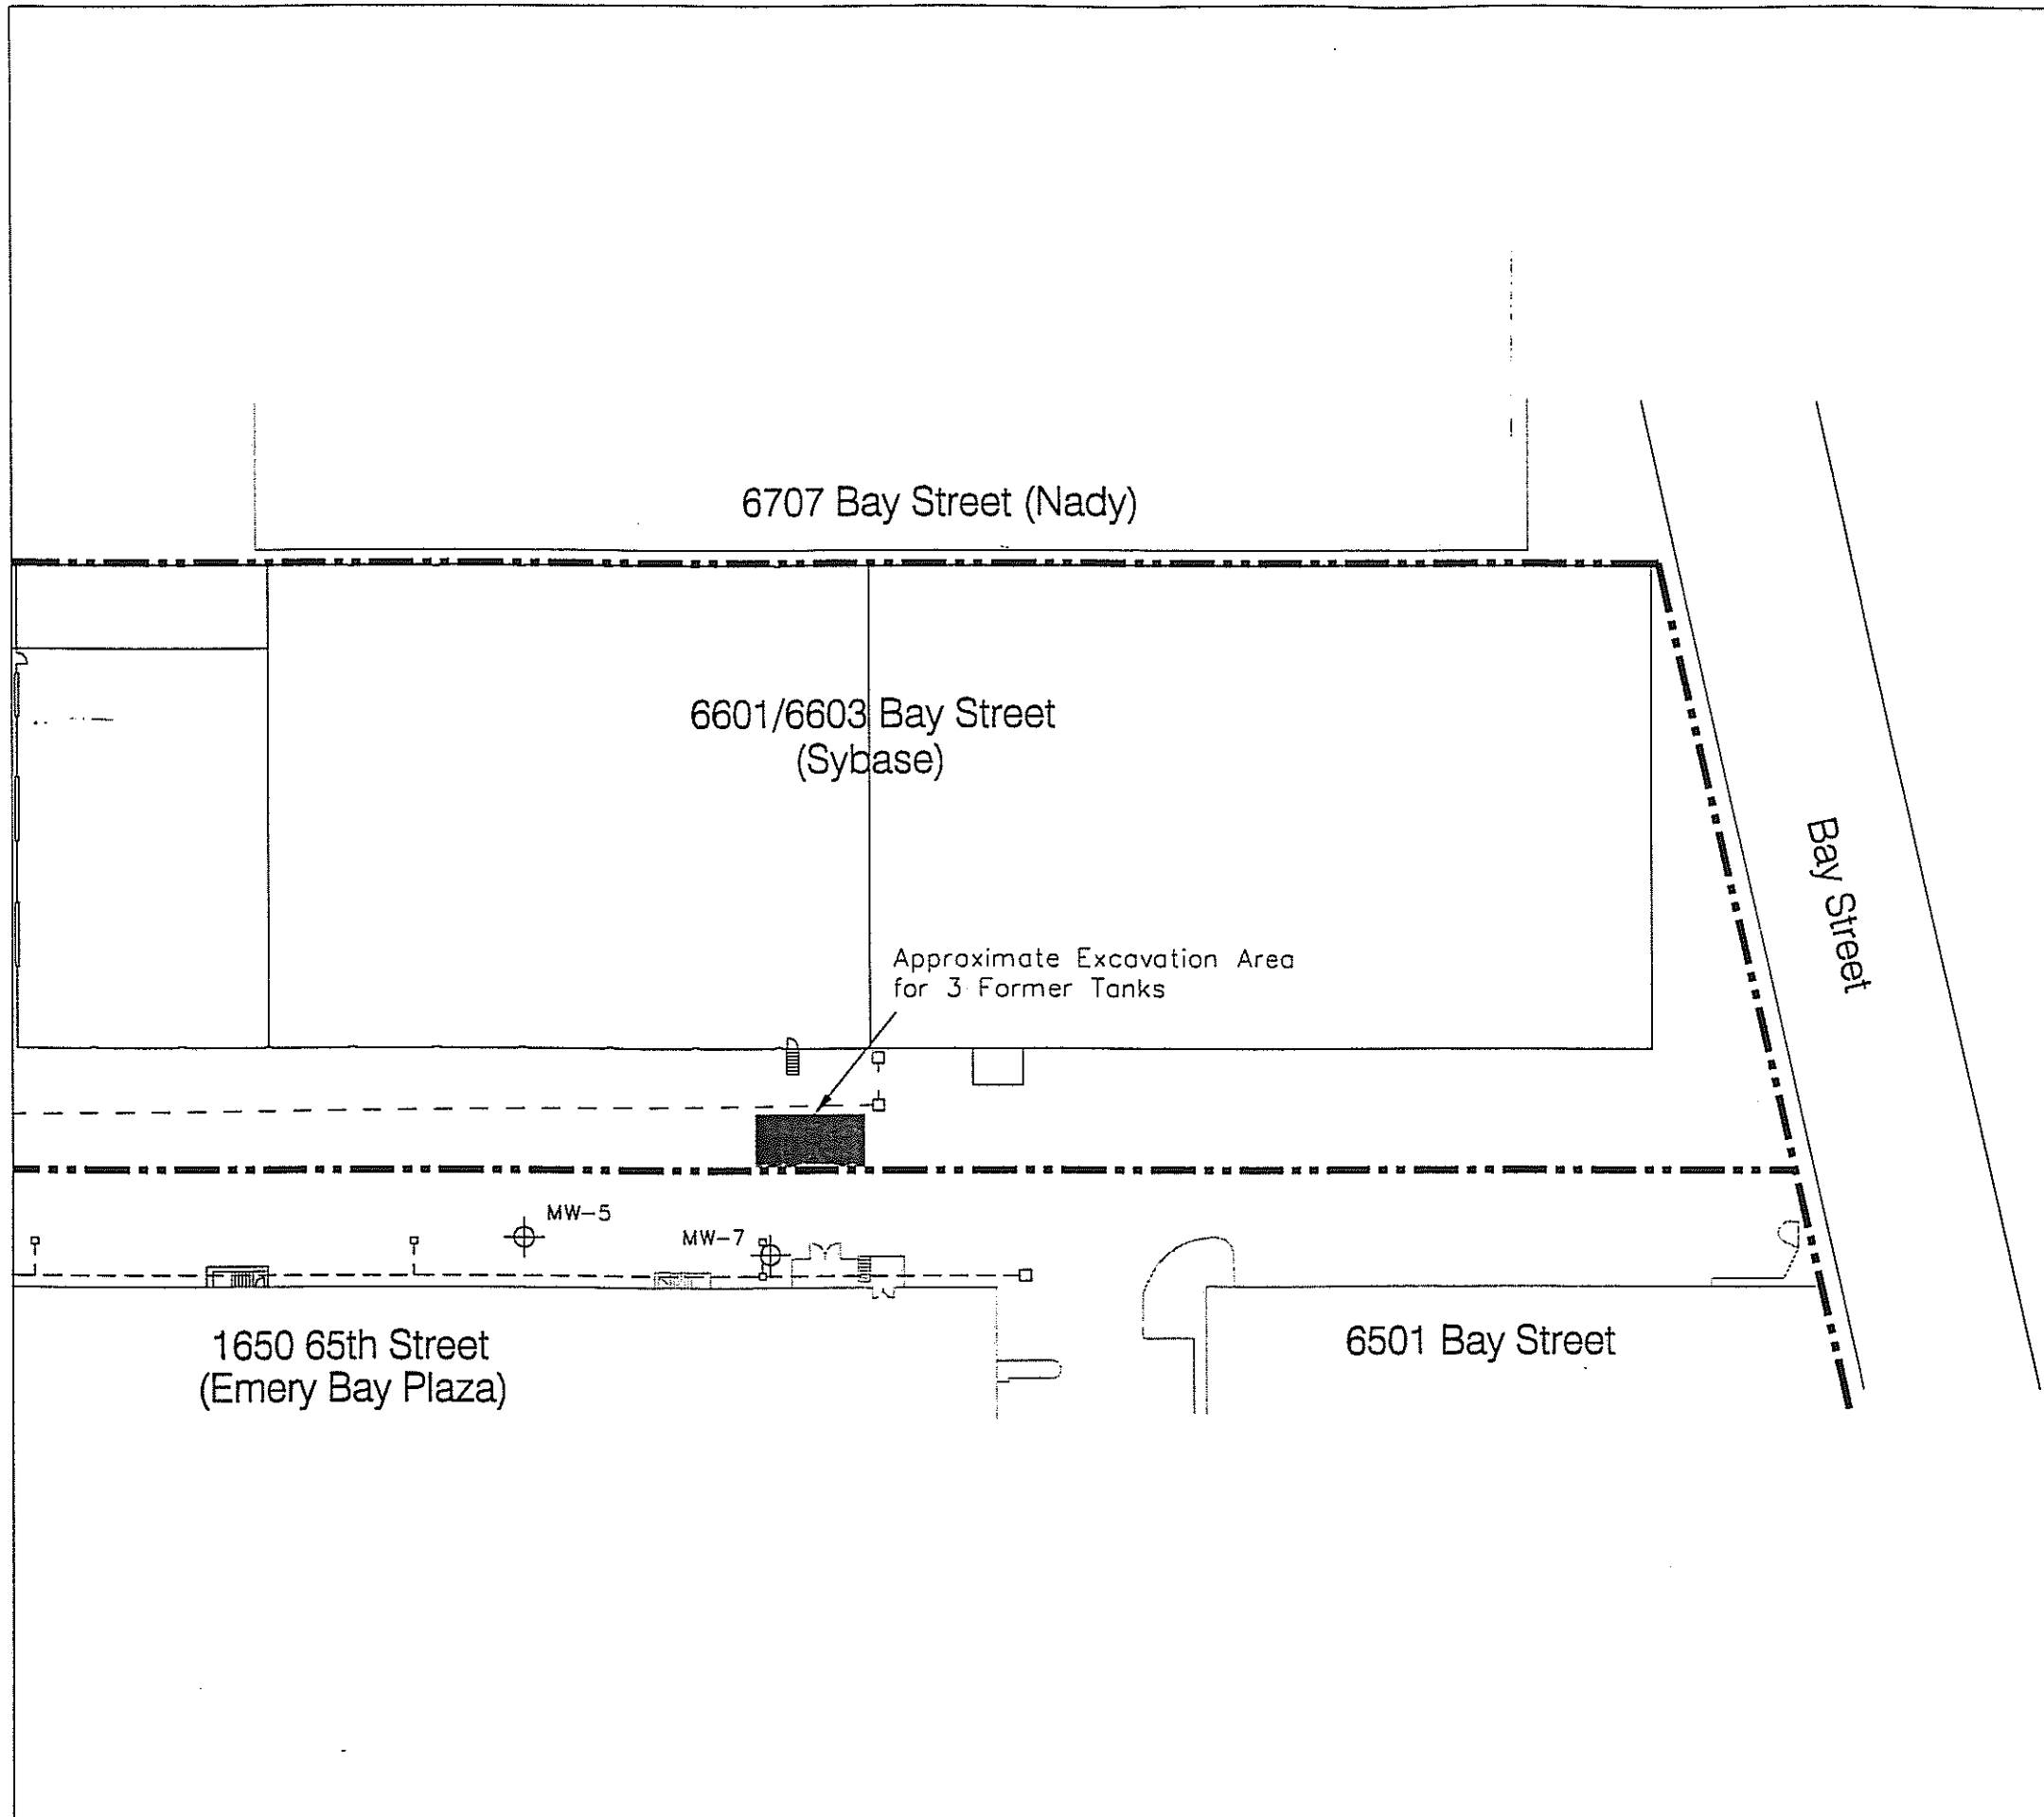 6707 Bay Street (Nady)
6601/6603 Bay Street
(Sybase)
Bay Street
Approximate Excavation Area
for 3 Former Tanks
MW-5
MW-7
1650 65th Street
(Emery Bay Plaza)
6501 Bay Street